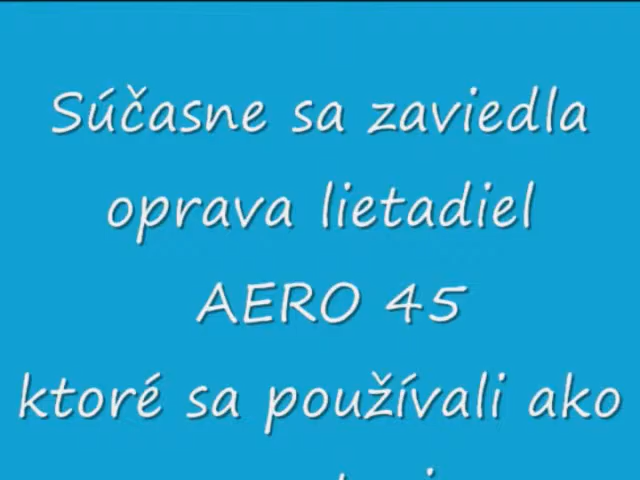 Súčasne sa zaviedla
oprava lietadiel
AERO 45
ktoré sa používali ako